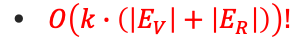 • O(k · (|E_V| + |E_R|))!